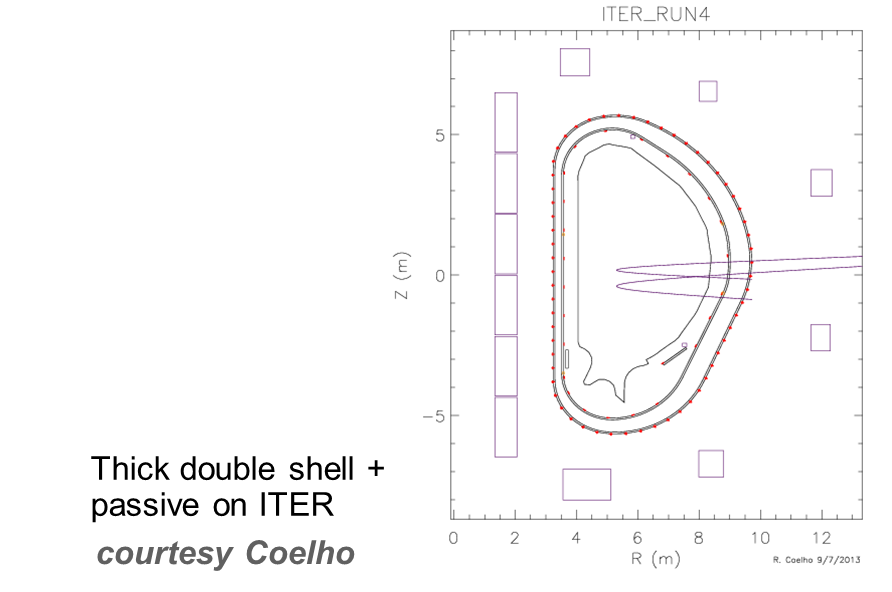 ITER_RUN4
5
0
−5
Z (m)
0 2 4 6 8 10 12
R (m)
R. Coelho 9/7/2013
Thick double shell +
passive on ITER
courtesy Coelho